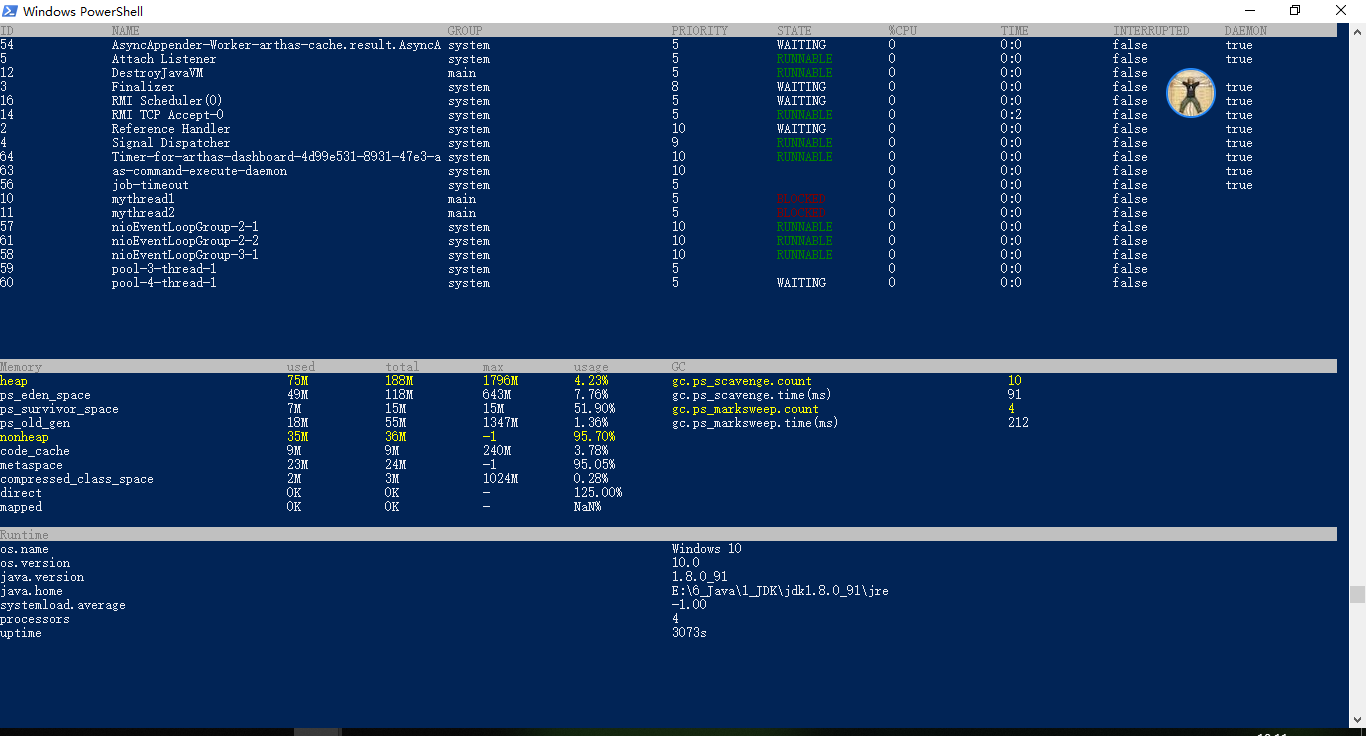 Windows PowerShell
ID NAME GROUP PRIORITY STATE %CPU TIME INTERRUPTED DAEMON
54 AsyncAppender-Worker-arthas-cache.result.AsyncA system 5 WAITING 0 0:0 false true
5 Attach Listener system 5 RUNNABLE 0 0:0 false true
12 DestroyJavaVM main 5 RUNNABLE 0 0:0 false
3 Finalizer system 8 WAITING 0 0:0 false true
16 RMI Scheduler(0) system 5 WAITING 0 0:0 false true
14 RMI TCP Accept-0 system 5 RUNNABLE 0 0:2 false true
2 Reference Handler system 10 WAITING 0 0:0 false true
4 Signal Dispatcher system 9 RUNNABLE 0 0:0 false true
64 Timer-for-arthas-dashboard-4d99e531-8931-47e3-a system 10 RUNNABLE 0 0:0 false true
63 as-command-execute-daemon system 10 0 0:0 false true
56 job-timeout system 5 0 0:0 false true
10 mythread1 main 5 BLOCKED 0 0:0 false
11 mythread2 main 5 BLOCKED 0 0:0 false
57 nioEventLoopGroup-2-1 system 10 RUNNABLE 0 0:0 false
61 nioEventLoopGroup-2-2 system 10 RUNNABLE 0 0:0 false
58 nioEventLoopGroup-3-1 system 10 RUNNABLE 0 0:0 false
59 pool-3-thread-1 system 5 0 0:0 false
60 pool-4-thread-1 system 5 WAITING 0 0:0 false
Memory used total max usage GC
heap 75M 188M 1796M 4.23% gc.ps_scavenge.count 10
ps_eden_space 49M 118M 643M 7.76% gc.ps_scavenge.time(ms) 91
ps_survivor_space 7M 15M 15M 51.90% gc.ps_marksweep.count 4
ps_old_gen 18M 55M 1347M 1.36% gc.ps_marksweep.time(ms) 212
nonheap 35M 36M -1 95.70%
code_cache 9M 9M 240M 3.78%
metaspace 23M 24M -1 95.05%
compressed_class_space 2M 3M 1024M 0.28%
direct 0K 0K - 125.00%
mapped 0K 0K - NaN%
Runtime
os.name Windows 10
os.version 10.0
java.version 1.8.0_91
java.home E:\6_Java\1_JDK\jdk1.8.0_91\jre
systemload.average -1.00
processors 4
uptime 3073s